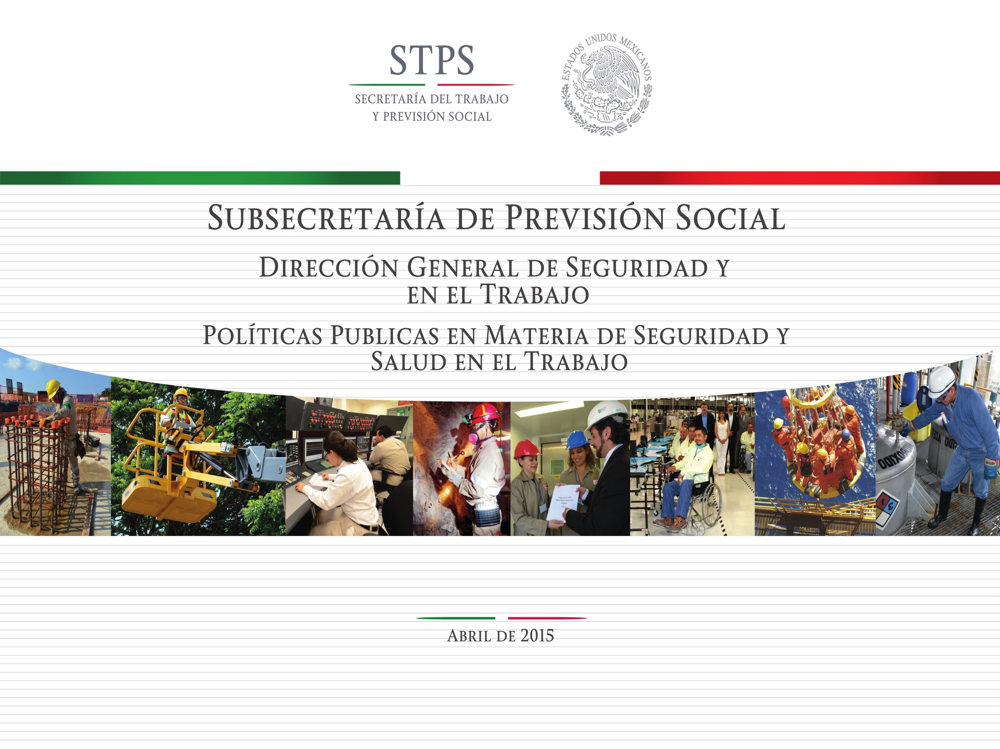 STPS
SECRETARÍA DEL TRABAJO
Y PREVISIÓN SOCIAL
ESTADOS UNIDOS MEXICANOS
SUBSECRETARÍA DE PREVISIÓN SOCIAL
DIRECCIÓN GENERAL DE SEGURIDAD Y
EN EL TRABAJO
POLÍTICAS PUBLICAS EN MATERIA DE SEGURIDAD Y
SALUD EN EL TRABAJO
ABRIL DE 2015